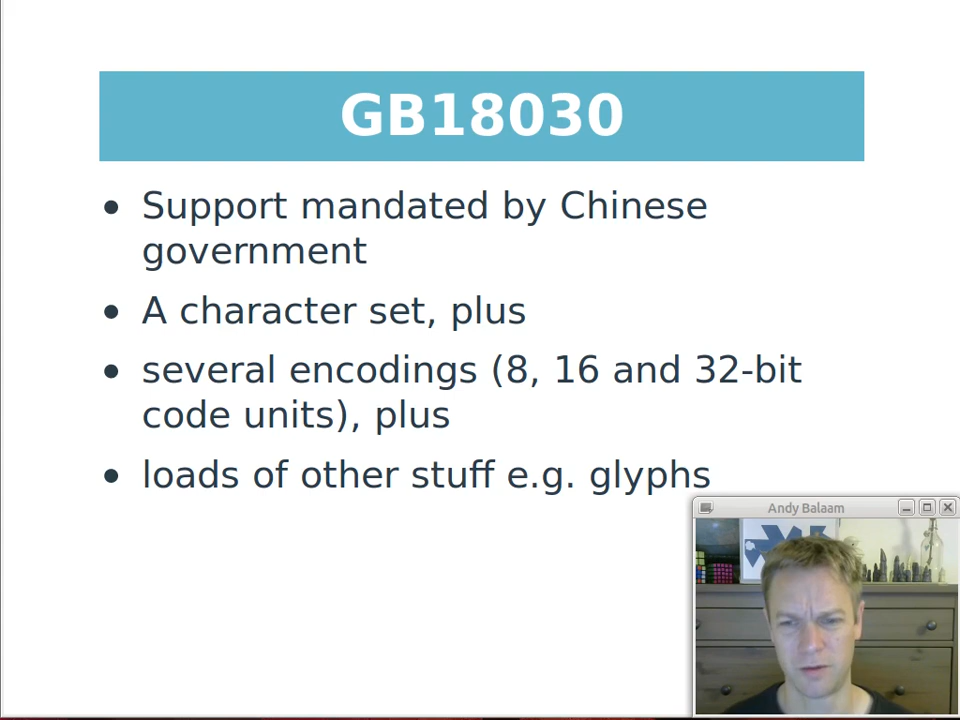 GB18030
• Support mandated by Chinese
government
• A character set, plus
• several encodings (8, 16 and 32-bit
code units), plus
• loads of other stuff e.g. glyphs
Andy Balaam